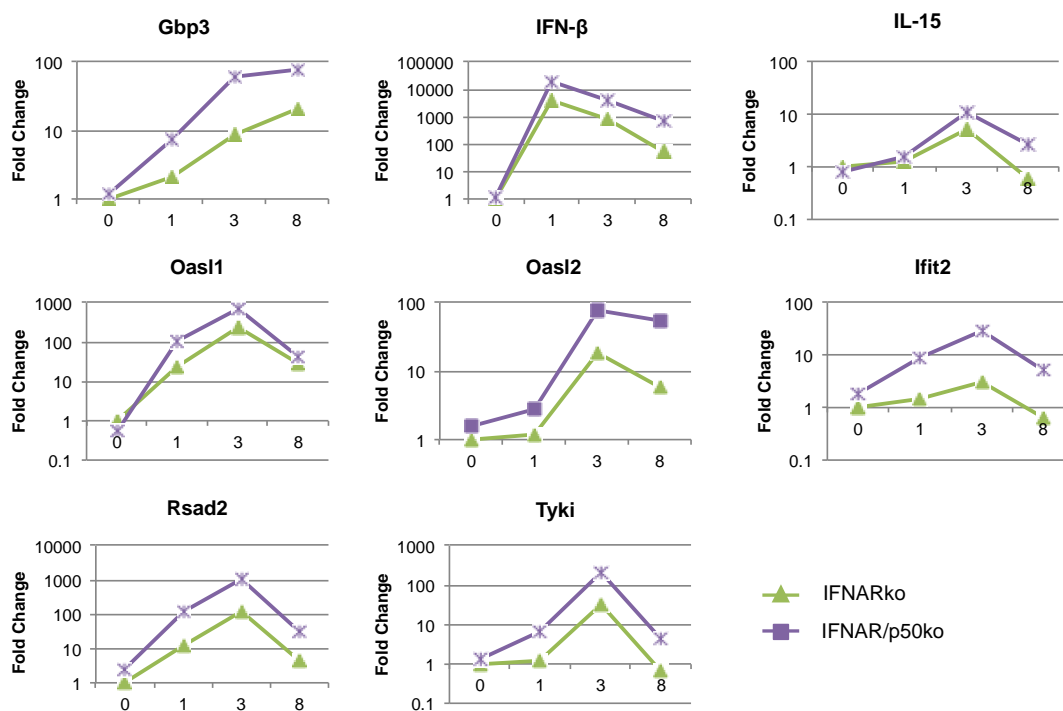 Gbp3
Fold Change
100
10
1
0 1 3 8
IFN-β
Fold Change
100000
10000
1000
100
10
1
0 1 3 8
IL-15
Fold Change
100
10
1
0.1
0 1 3 8
Oasl1
Fold Change
1000
100
10
1
0.1
0 1 3 8
Oasl2
Fold Change
100
10
1
0 1 3 8
Ifit2
Fold Change
100
10
1
0.1
0 1 3 8
Rsad2
Fold Change
10000
1000
100
10
1
0 1 3 8
Tyki
Fold Change
1000
100
10
1
0.1
0 1 3 8
IFNARko
IFNAR/p50ko